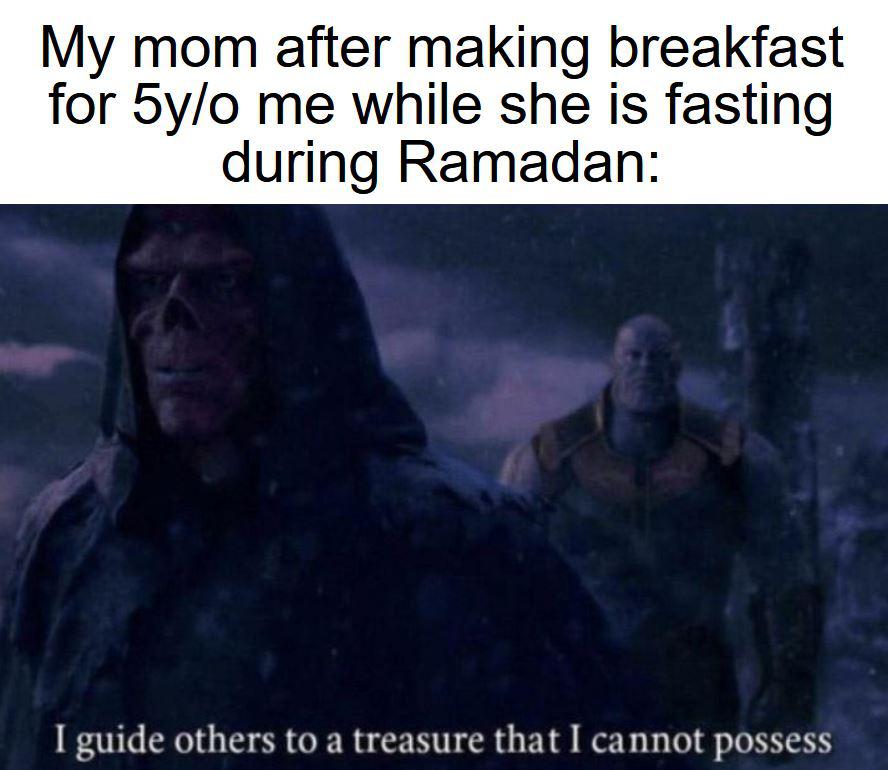 My mom after making breakfast
for 5y/o me while she is fasting
during Ramadan:
I guide others to a treasure that I cannot possess